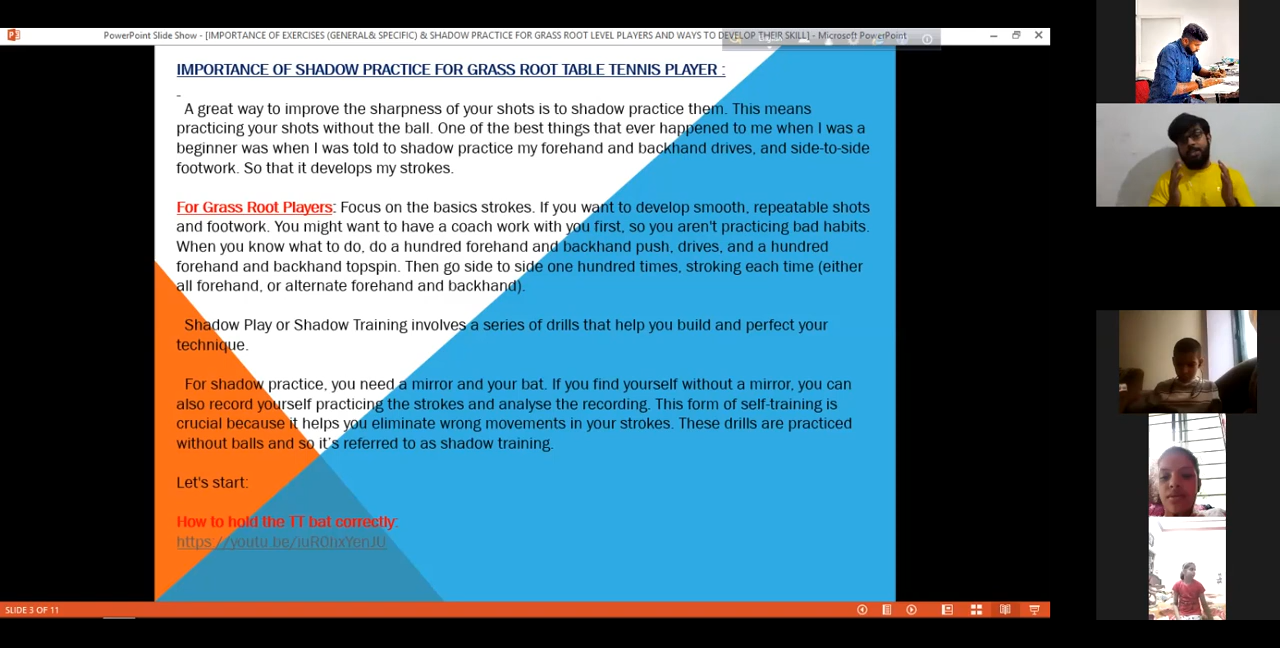 PowerPoint Slide Show - [IMPORTANCE OF EXERCISES (GENERAL& SPECIFIC) & SHADOW PRACTICE FOR GRASS ROOT LEVEL PLAYERS AND WAYS TO DEVELOP THEIR SKILL] - Microsoft PowerPoint
IMPORTANCE OF SHADOW PRACTICE FOR GRASS ROOT TABLE TENNIS PLAYER :
A great way to improve the sharpness of your shots is to shadow practice them. This means
practicing your shots without the ball. One of the best things that ever happened to me when I was a
beginner was when I was told to shadow practice my forehand and backhand drives, and side-to-side
footwork. So that it develops my strokes.
For Grass Root Players: Focus on the basics strokes. If you want to develop smooth, repeatable shots
and footwork. You might want to have a coach work with you first, so you aren't practicing bad habits.
When you know what to do, do a hundred forehand and backhand push, drives, and a hundred
forehand and backhand topspin. Then go side to side one hundred times, stroking each time (either
all forehand, or alternate forehand and backhand).
Shadow Play or Shadow Training involves a series of drills that help you build and perfect your
technique.
For shadow practice, you need a mirror and your bat. If you find yourself without a mirror, you can
also record yourself practicing the strokes and analyse the recording. This form of self-training is
crucial because it helps you eliminate wrong movements in your strokes. These drills are practiced
without balls and so it's referred to as shadow training.
Let's start:
How to hold the TT bat correctly:
SLIDE 3 OF 11